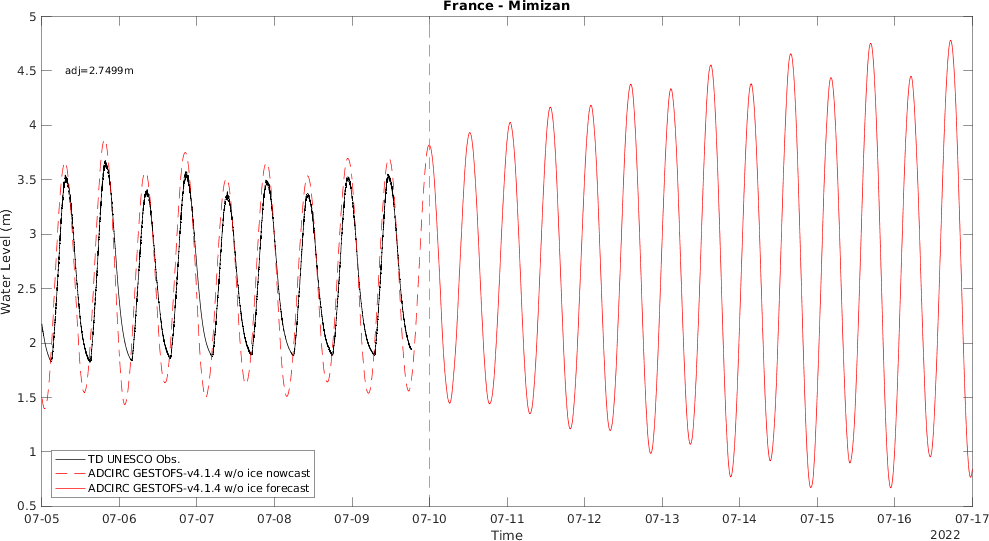 France - Mimizan
5
4.5
4
3.5
3
2.5
2
1.5
1
0.5
Water Level (m)
adj=2.7499m
TD UNESCO Obs.
ADCIRC GESTOFS-v4.1.4 w/o ice nowcast
ADCIRC GESTOFS-v4.1.4 w/o ice forecast
07-05 07-06 07-07 07-08 07-09 07-10 07-11 07-12 07-13 07-14 07-15 07-16 07-17
Time
2022